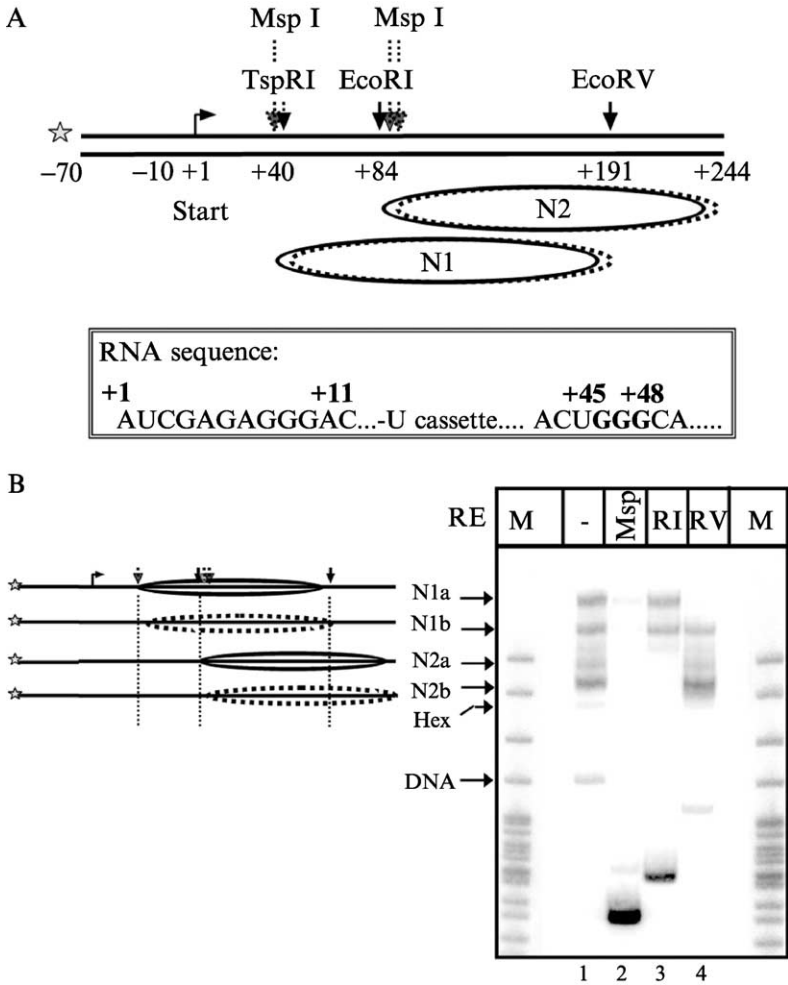 A
Msp I Msp I
TspRI EcoRI EcoRV
–70 –10 +1 +40 +84 +191 +244
Start
N2
N1
RNA sequence:
+1 +11 +45 +48
AUCGAGAGGGAC...-U cassette.... ACUGGGCA.....
B
RE M - Msp RI RV M
N1a
N1b
N2a
N2b
Hex
DNA
1 2 3 4